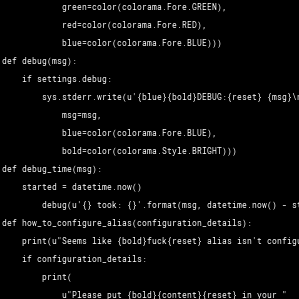 green=color(colorama.Fore.GREEN),
red=color(colorama.Fore.RED),
blue=color(colorama.Fore.BLUE)))
def debug(msg):
if settings.debug:
sys.stderr.write(u'{blue}{bold}DEBUG:{reset} {msg}\
msg=msg,
blue=color(colorama.Fore.BLUE),
bold=color(colorama.Style.BRIGHT)))
def debug_time(msg):
started = datetime.now()
debug(u'{} took: {}'.format(msg, datetime.now() - st
def how_to_configure_alias(configuration_details):
print(u"Seems like {bold}fuck{reset} alias isn't configu
if configuration_details:
print(
u"Please put {bold}{content}{reset} in your "